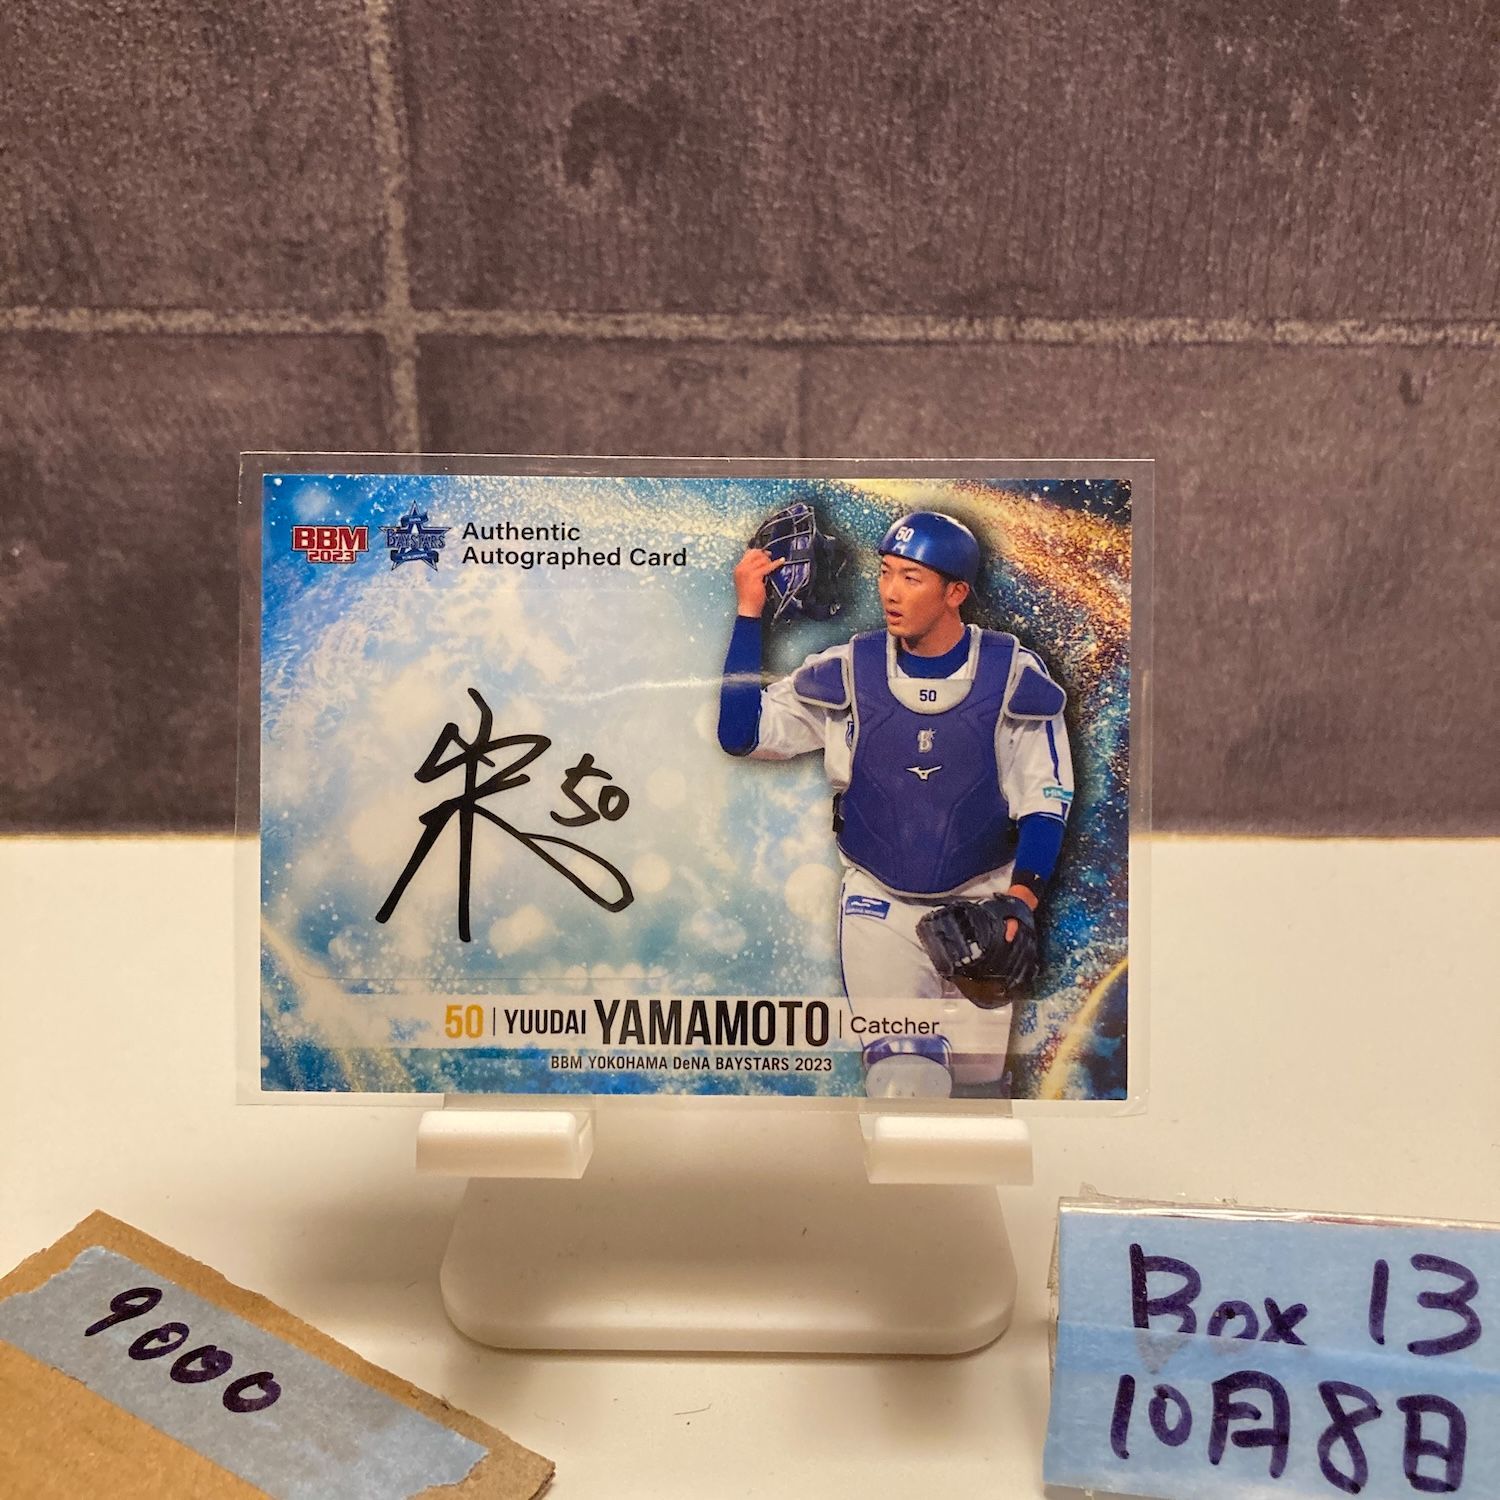 BBM
2023
BAYSTARS
Authentic
Autographed Card
50
50
50
50 | YUUDAI YAMAMOTO | Catcher
BBM YOKOHAMA DeNA BAYSTARS 2023
9000
Box 13
10月8日